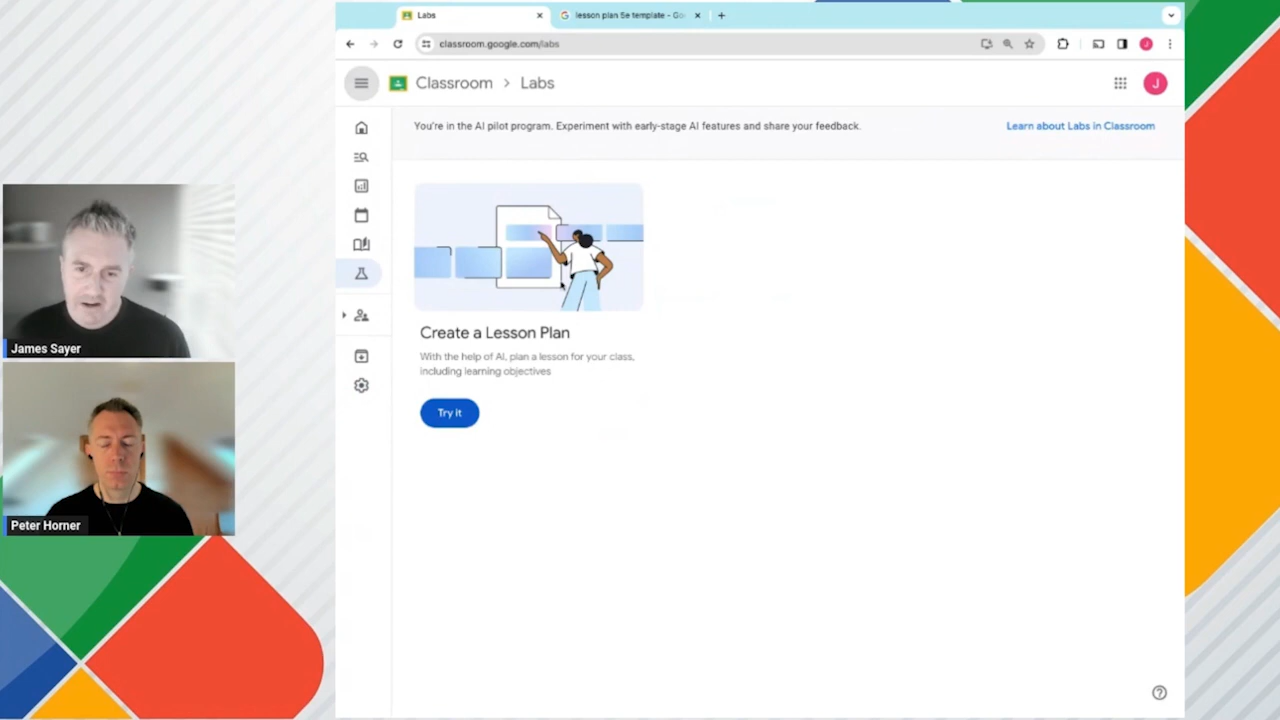 Labs
lesson plan 5e template - Go
classroom.google.com/labs
J
Classroom > Labs
J
You're in the AI pilot program. Experiment with early-stage AI features and share your feedback.
Learn about Labs in Classroom
Create a Lesson Plan
With the help of AI, plan a lesson for your class,
including learning objectives
Try it
James Sayer
Peter Horner